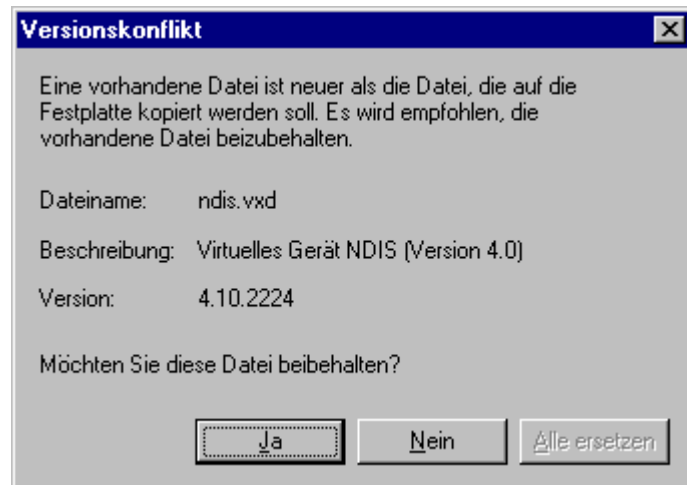 Versionskonflikt
Eine vorhandene Datei ist neuer als die Datei, die auf die
Festplatte kopiert werden soll. Es wird empfohlen, die
vorhandene Datei beizubehalten.
Dateiname: ndis.vxd
Beschreibung: Virtuelles Gerät NDIS (Version 4.0)
Version: 4.10.2224
Möchten Sie diese Datei beibehalten?
Ja Nein Alle ersetzen